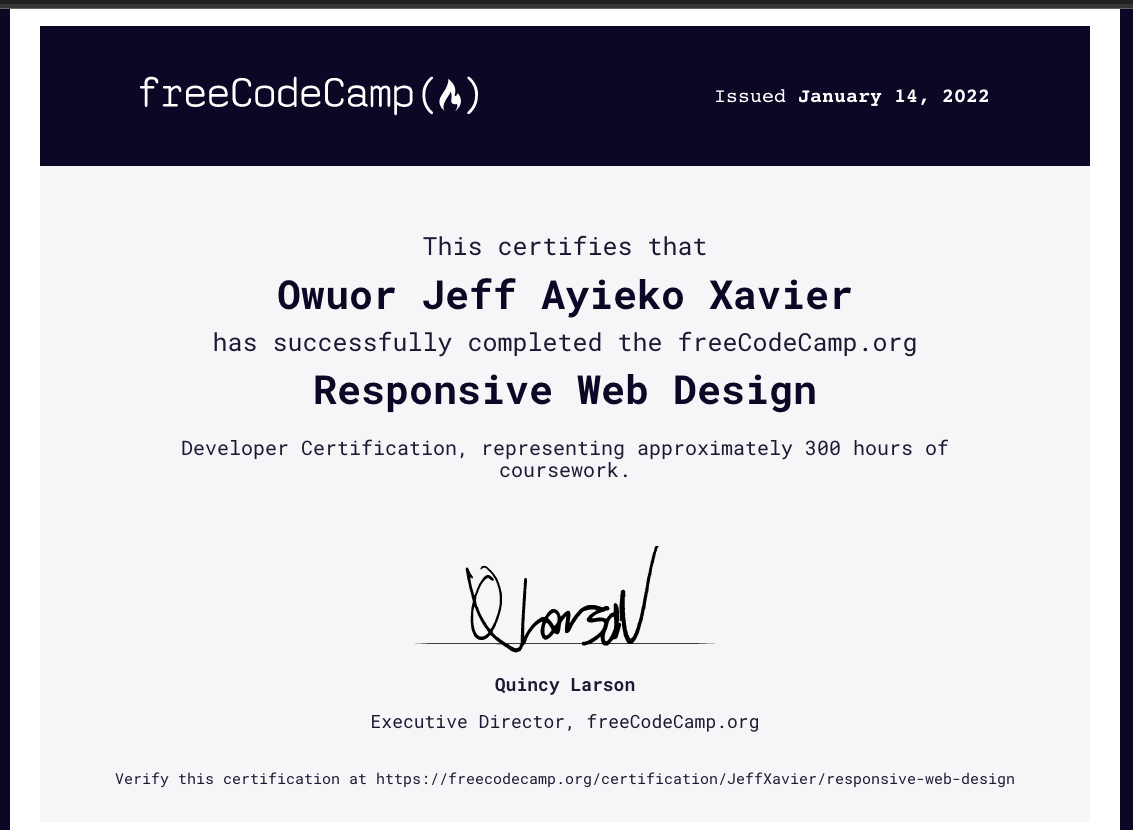 freeCodeCamp(🔥)
Issued January 14, 2022
This certifies that
Owuor Jeff Ayieko Xavier
has successfully completed the freeCodeCamp.org
Responsive Web Design
Developer Certification, representing approximately 300 hours of
coursework.
Q Larson
Quincy Larson
Executive Director, freeCodeCamp.org
Verify this certification at https://freecodecamp.org/certification/JeffXavier/responsive-web-design